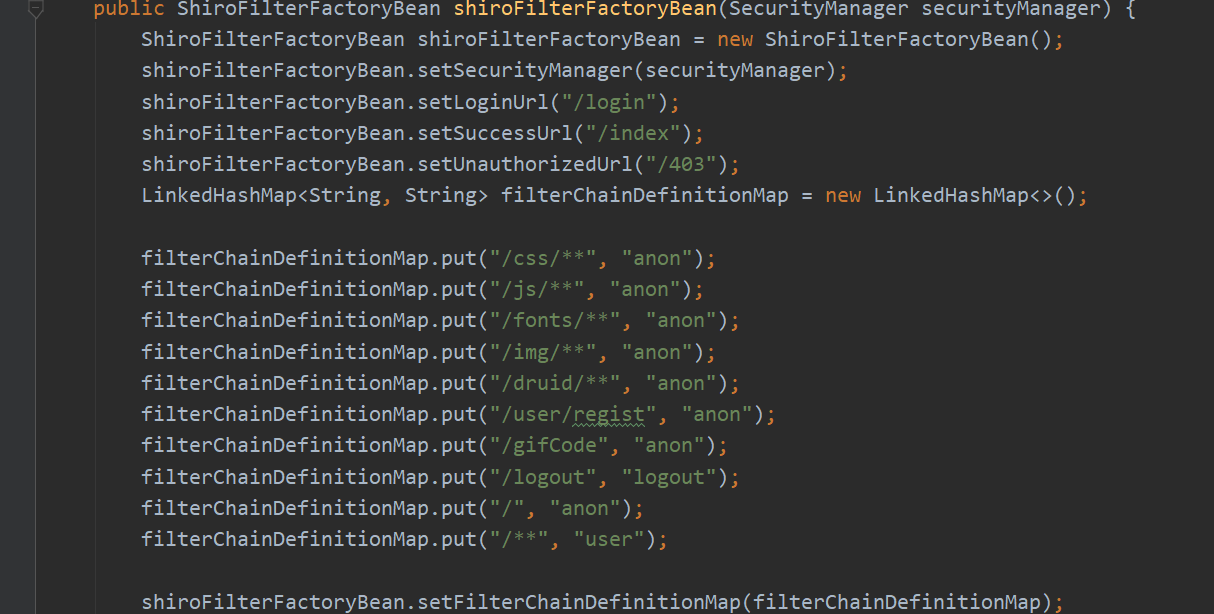 public ShiroFilterFactoryBean shiroFilterFactoryBean(SecurityManager securityManager) {
ShiroFilterFactoryBean shiroFilterFactoryBean = new ShiroFilterFactoryBean();
shiroFilterFactoryBean.setSecurityManager(securityManager);
shiroFilterFactoryBean.setLoginUrl("/login");
shiroFilterFactoryBean.setSuccessUrl("/index");
shiroFilterFactoryBean.setUnauthorizedUrl("/403");
LinkedHashMap<String, String> filterChainDefinitionMap = new LinkedHashMap<>();
filterChainDefinitionMap.put("/css/**", "anon");
filterChainDefinitionMap.put("/js/**", "anon");
filterChainDefinitionMap.put("/fonts/**", "anon");
filterChainDefinitionMap.put("/img/**", "anon");
filterChainDefinitionMap.put("/druid/**", "anon");
filterChainDefinitionMap.put("/user/regist", "anon");
filterChainDefinitionMap.put("/gifCode", "anon");
filterChainDefinitionMap.put("/logout", "logout");
filterChainDefinitionMap.put("/", "anon");
filterChainDefinitionMap.put("/**", "user");
shiroFilterFactoryBean.setFilterChainDefinitionMap(filterChainDefinitionMap);